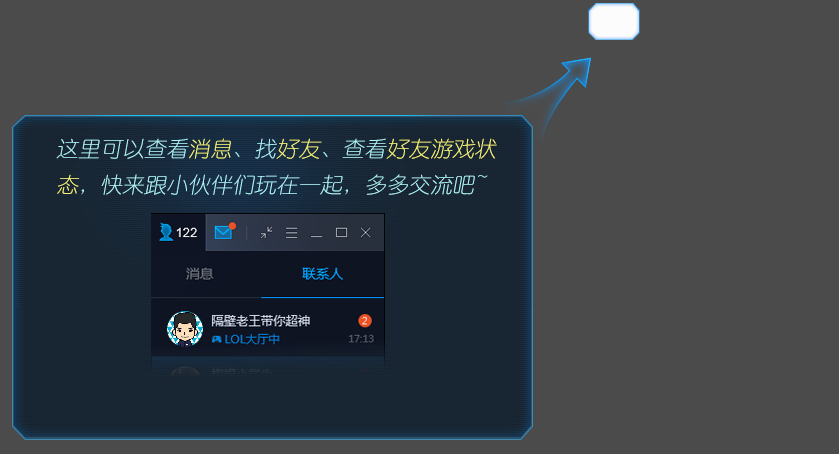 这里可以查看消息、找好友、查看好友游戏状
态，快来跟小伙伴们玩在一起，多多交流吧~
122
消息 联系人
隔壁老王带你超神 2
LOL大厅中 17:13